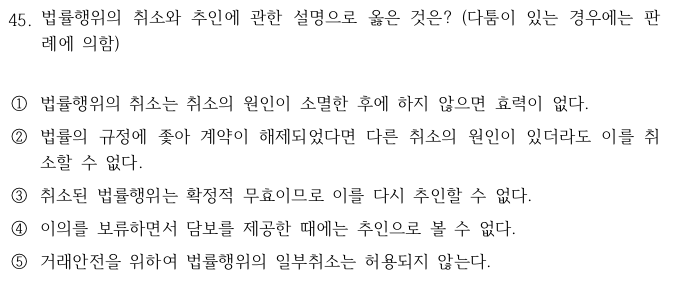 45. 법률행위의 취소와 추인에 관한 설명으로 옳은 것은? (다툼이 있는 경우에는 판
례에 의함)
① 법률행위의 취소는 취소의 원인이 소멸한 후에 하지 않으면 효력이 없다.
② 법률의 규정에 좇아 계약이 해제되었다면 다른 취소의 원인이 있더라도 이를 취
소할 수 없다.
③ 취소된 법률행위는 확정적 무효이므로 이를 다시 추인할 수 없다.
④ 이의를 보류하면서 담보를 제공한 때에는 추인으로 볼 수 없다.
⑤ 거래안전을 위하여 법률행위의 일부취소는 허용되지 않는다.